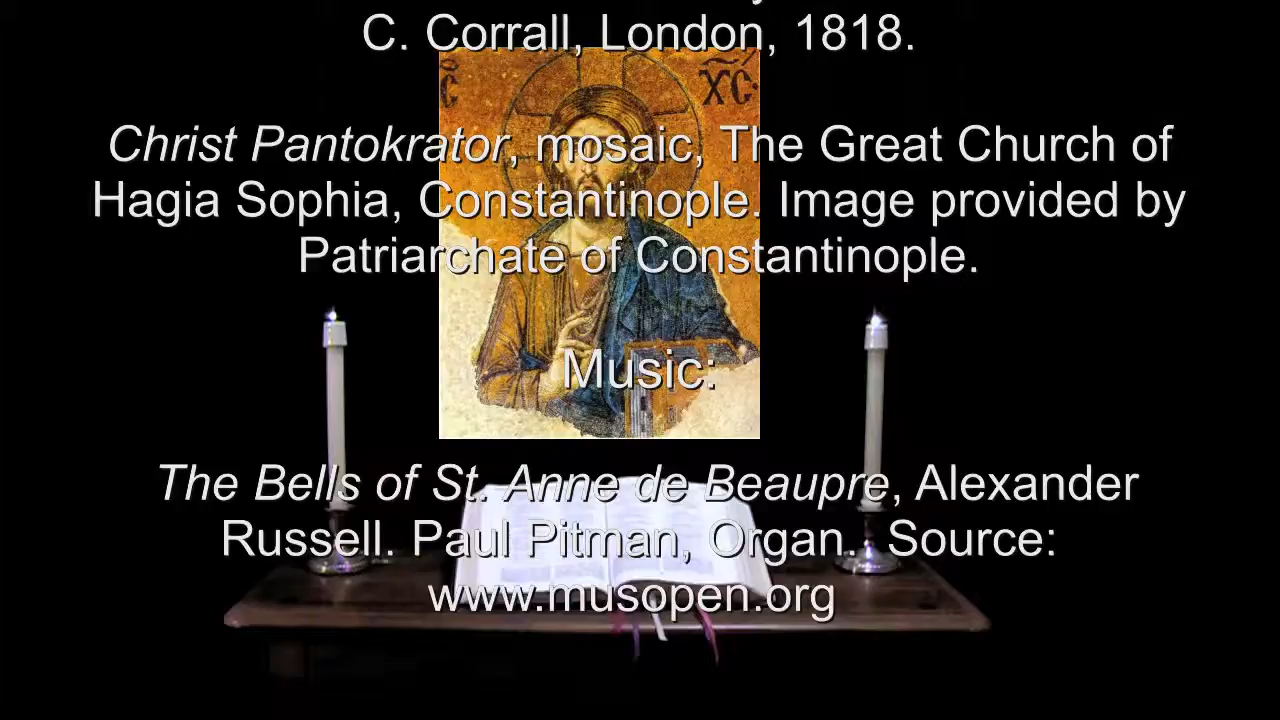 C. Corrall, London, 1818.
ΧC
C
Christ Pantokrator, mosaic, The Great Church of
Hagia Sophia, Constantinople. Image provided by
Patriarchate of Constantinople.
Music:
The Bells of St. Anne de Beaupre, Alexander
Russell. Paul Pitman, Organ.  Source:
www.musopen.org